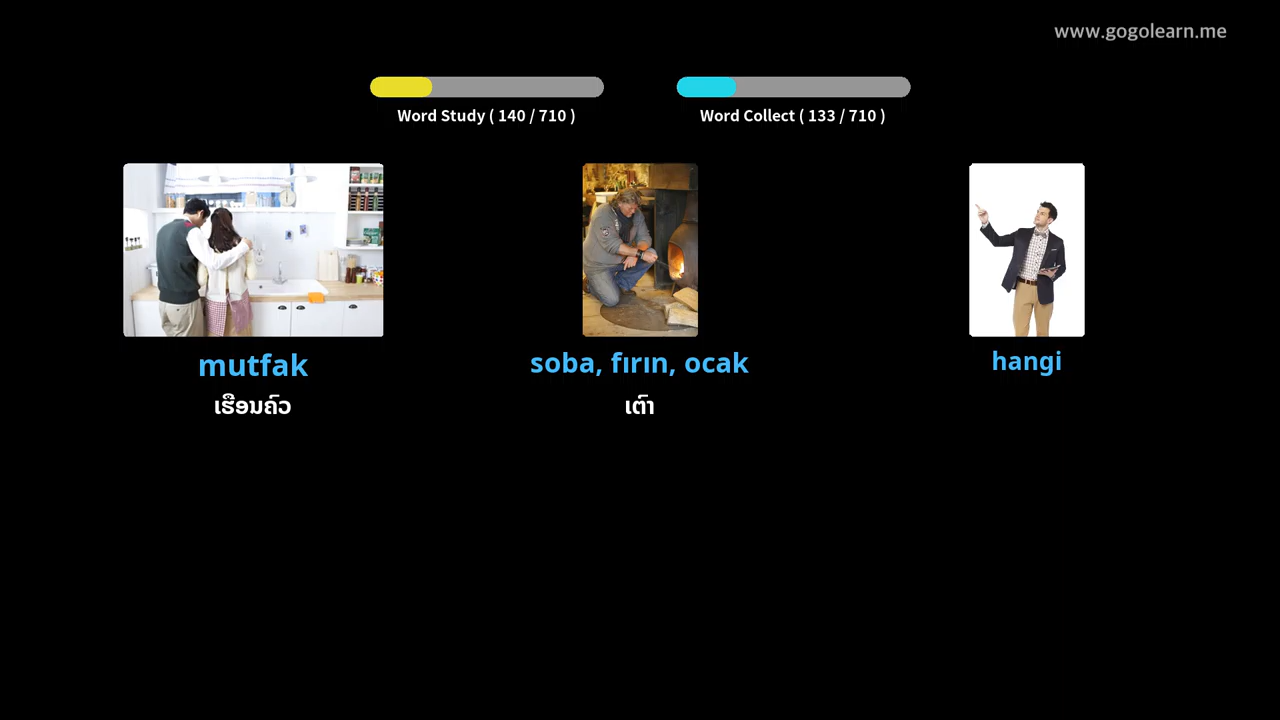 www.gogolearn.me
Word Study ( 140 / 710 )
Word Collect ( 133 / 710 )
mutfak
ເຮືອນຄົວ
soba, fırın, ocak
ເຕົາ
hangi